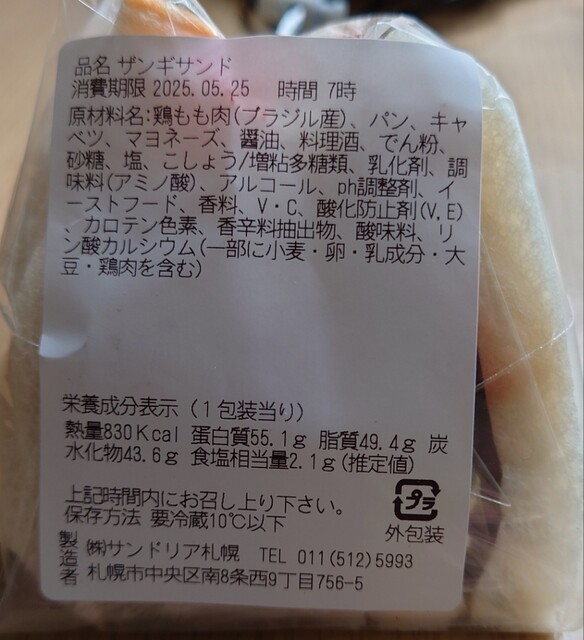 品名 ザンギサンド
消費期限 2025.05.25 時間 7時
原材料名:鶏もも肉(ブラジル産)、パン、キャ
ベツ、マヨネーズ、醤油、料理酒、でん粉、
砂糖、塩、こしょう/増粘多糖類、乳化剤、調
味料(アミノ酸)、アルコール、ph調整剤、イ
ーストフード、香料、V・C、酸化防止剤(V.E)
、カロテン色素、香辛料抽出物、酸味料、リ
ン酸カルシウム(一部に小麦・卵・乳成分・大
豆・鶏肉を含む)
栄養成分表示(1包装当り)
熱量830Kcal 蛋白質55.1g 脂質49.4g 炭
水化物43.6g 食塩相当量2.1g(推定値)
上記時間内にお召し上り下さい。
保存方法 要冷蔵10℃以下
プラ
外包装
製造者 ㈱サンドリア札幌 TEL 011(512)5993
札幌市中央区南8条西9丁目756-5